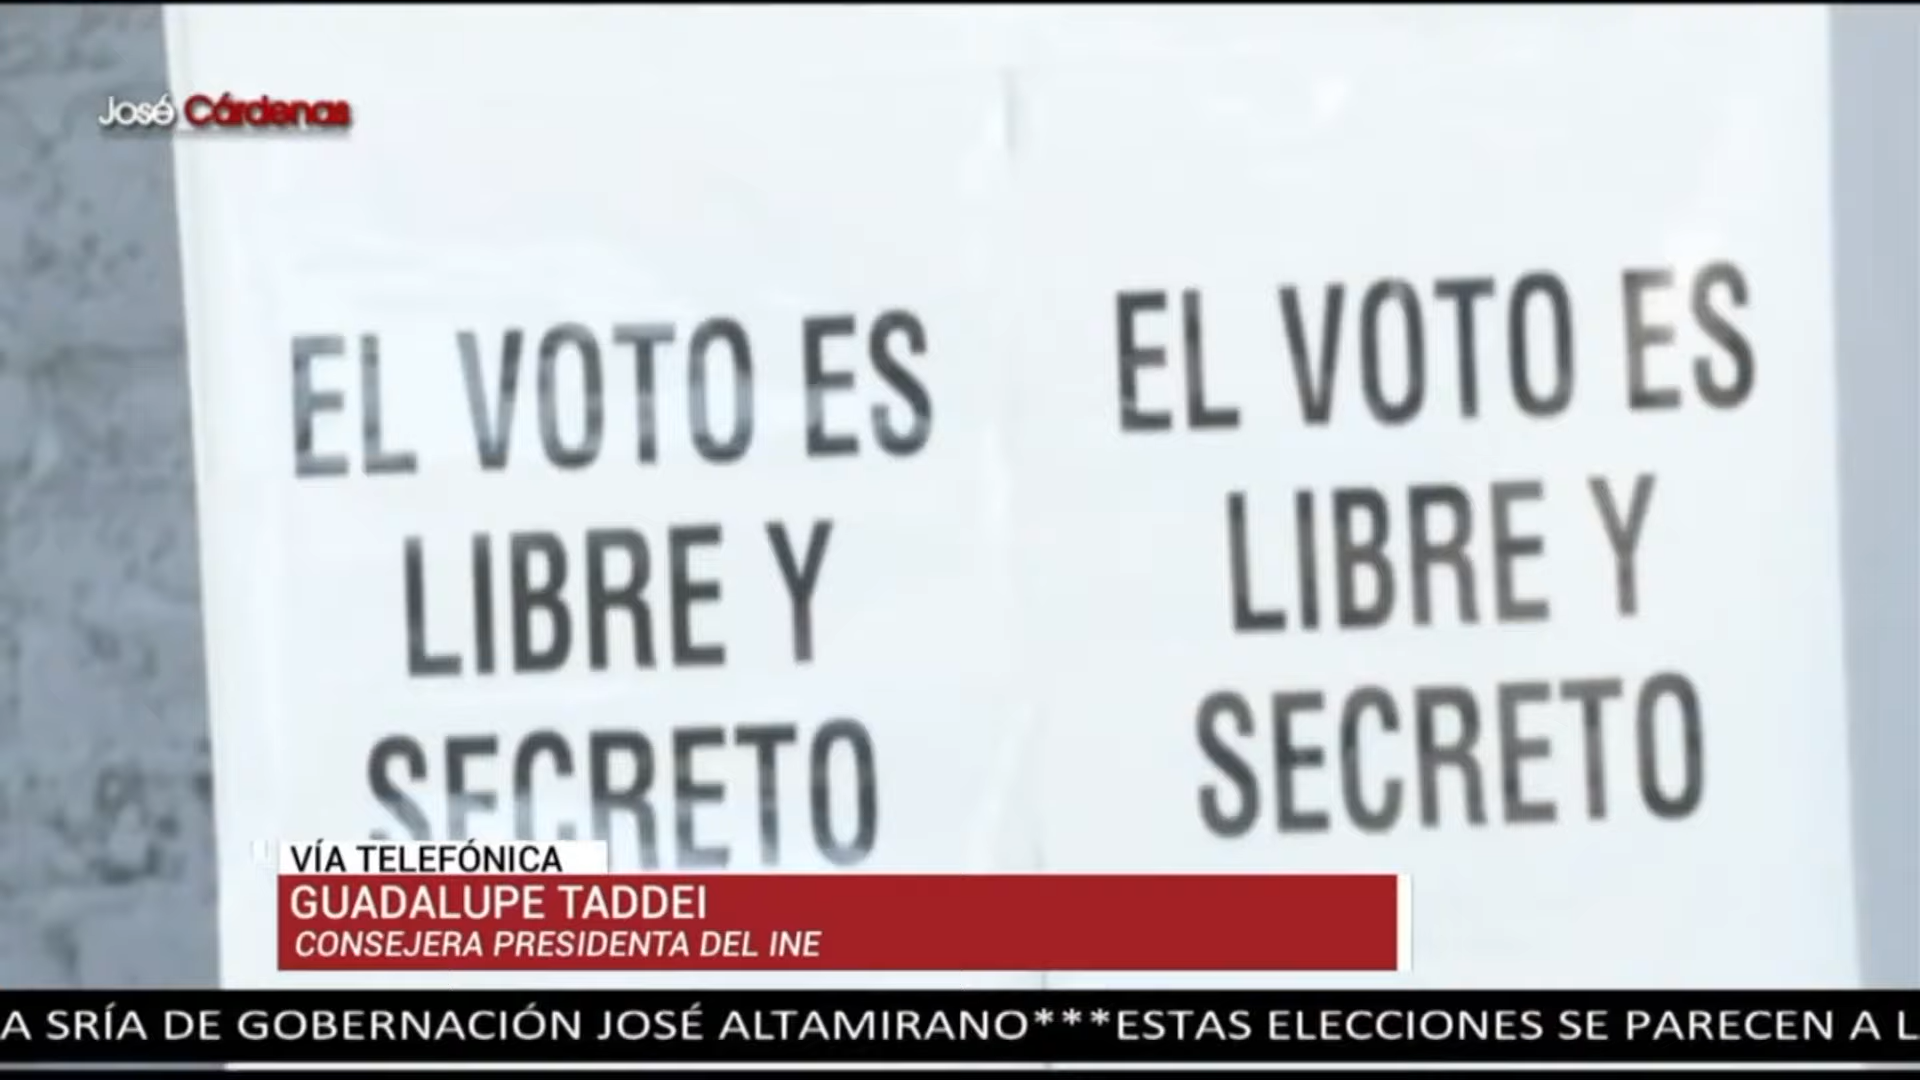 José Cárdenas
EL VOTO ES
LIBRE Y
SECRETO
EL VOTO ES
LIBRE Y
SECRETO
VÍA TELEFÓNICA
GUADALUPE TADDEI
CONSEJERA PRESIDENTA DEL INE
A SRÍA DE GOBERNACIÓN JOSÉ ALTAMIRANO***ESTAS ELECCIONES SE PARECEN A L